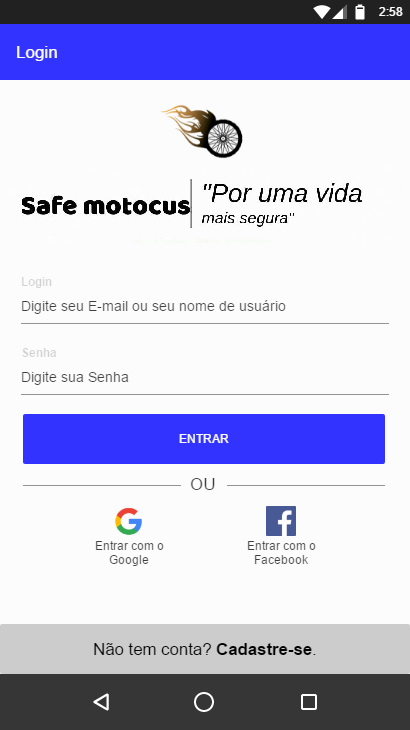 2:58
Login
"Por uma vida
Safe motocus
mais segura"
Login
Digite seu E-mail ou seu nome de usuário
Senha
Digite sua Senha
ENTRAR
OU
Entrar com o
Google
Entrar com o
Facebook
Não tem conta? Cadastre-se.